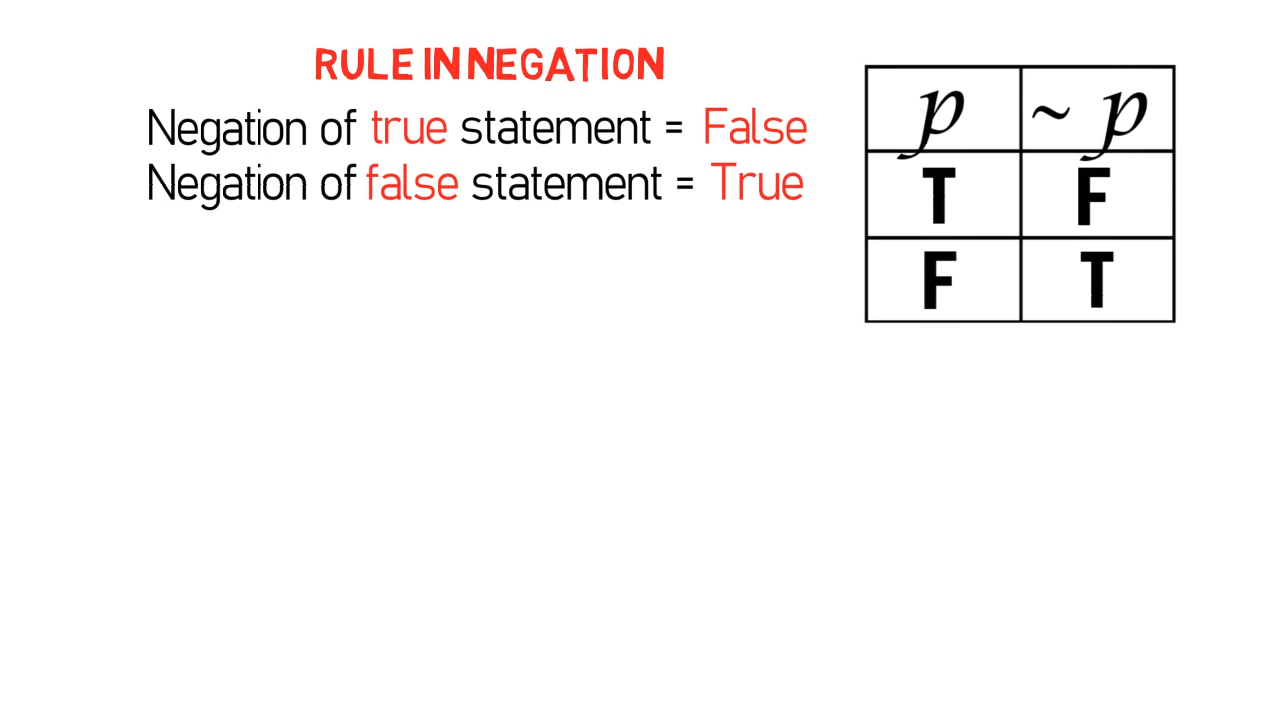 RULE IN NEGATION
Negation of true statement = False
Negation of false statement = True
p ~ p
T F
F T